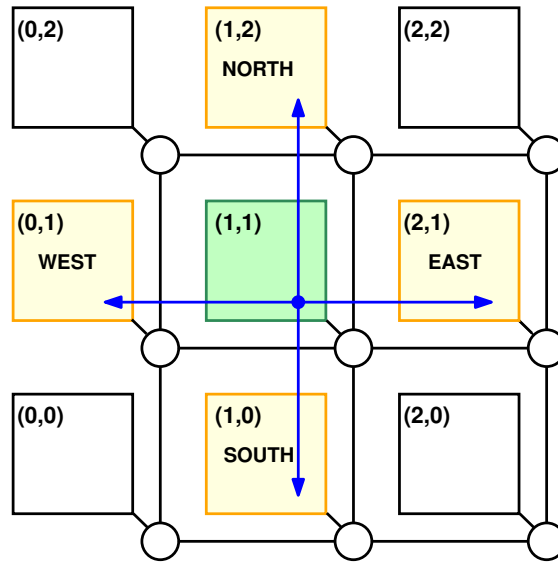 (0,2)
(1,2)
NORTH
(2,2)
(0,1)
WEST
(1,1)
(2,1)
EAST
(0,0)
(1,0)
SOUTH
(2,0)